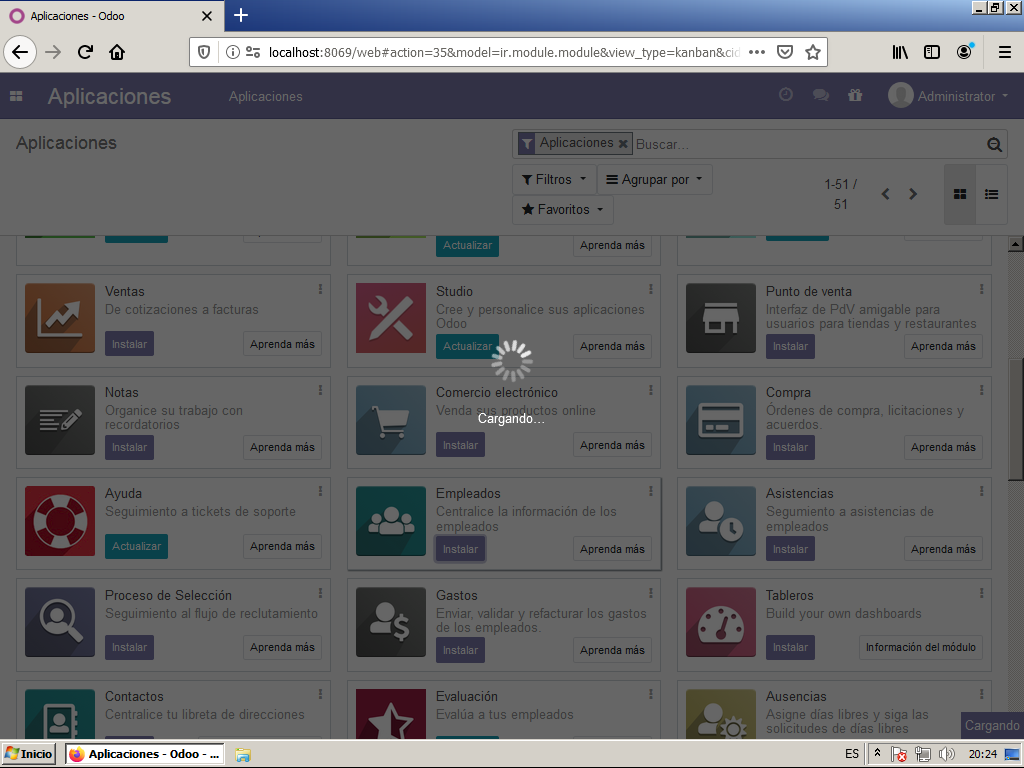 Aplicaciones - Odoo
localhost:8069/web#action=35&model=ir.module.module&view_type=kanban&cid
Aplicaciones
Aplicaciones
Administrator
Aplicaciones
Aplicaciones
Buscar...
Filtros
Agrupar por
1-51 /
51
Favoritos
Actualizar
Aprenda más
Ventas
De cotizaciones a facturas
Instalar
Aprenda más
Studio
Cree y personalice sus aplicaciones
Odoo
Actualizar
Aprenda más
Punto de venta
Interfaz de PdV amigable para
usuarios para tiendas y restaurantes
Instalar
Aprenda más
Notas
Organice su trabajo con
recordatorios
Instalar
Aprenda más
Comercio electrónico
Venda sus productos online
Instalar
Aprenda más
Cargando...
Compra
Órdenes de compra, licitaciones y
acuerdos.
Instalar
Aprenda más
Ayuda
Seguimiento a tickets de soporte
Actualizar
Aprenda más
Empleados
Centralice la información de los
empleados
Instalar
Aprenda más
Asistencias
Segumiento a asistencias de
empleados
Instalar
Aprenda más
Proceso de Selección
Seguimiento al flujo de reclutamiento
Instalar
Aprenda más
Gastos
Enviar, validar y refacturar los gastos
de los empleados.
Instalar
Aprenda más
Tableros
Build your own dashboards
Instalar
Información del módulo
Contactos
Centralice tu libreta de direcciones
Evaluación
Evalúa a tus empleados
Ausencias
Asigne días libres y siga las
solicitudes de días libres
Cargando
Inicio
Aplicaciones - Odoo - ...
ES
20:24